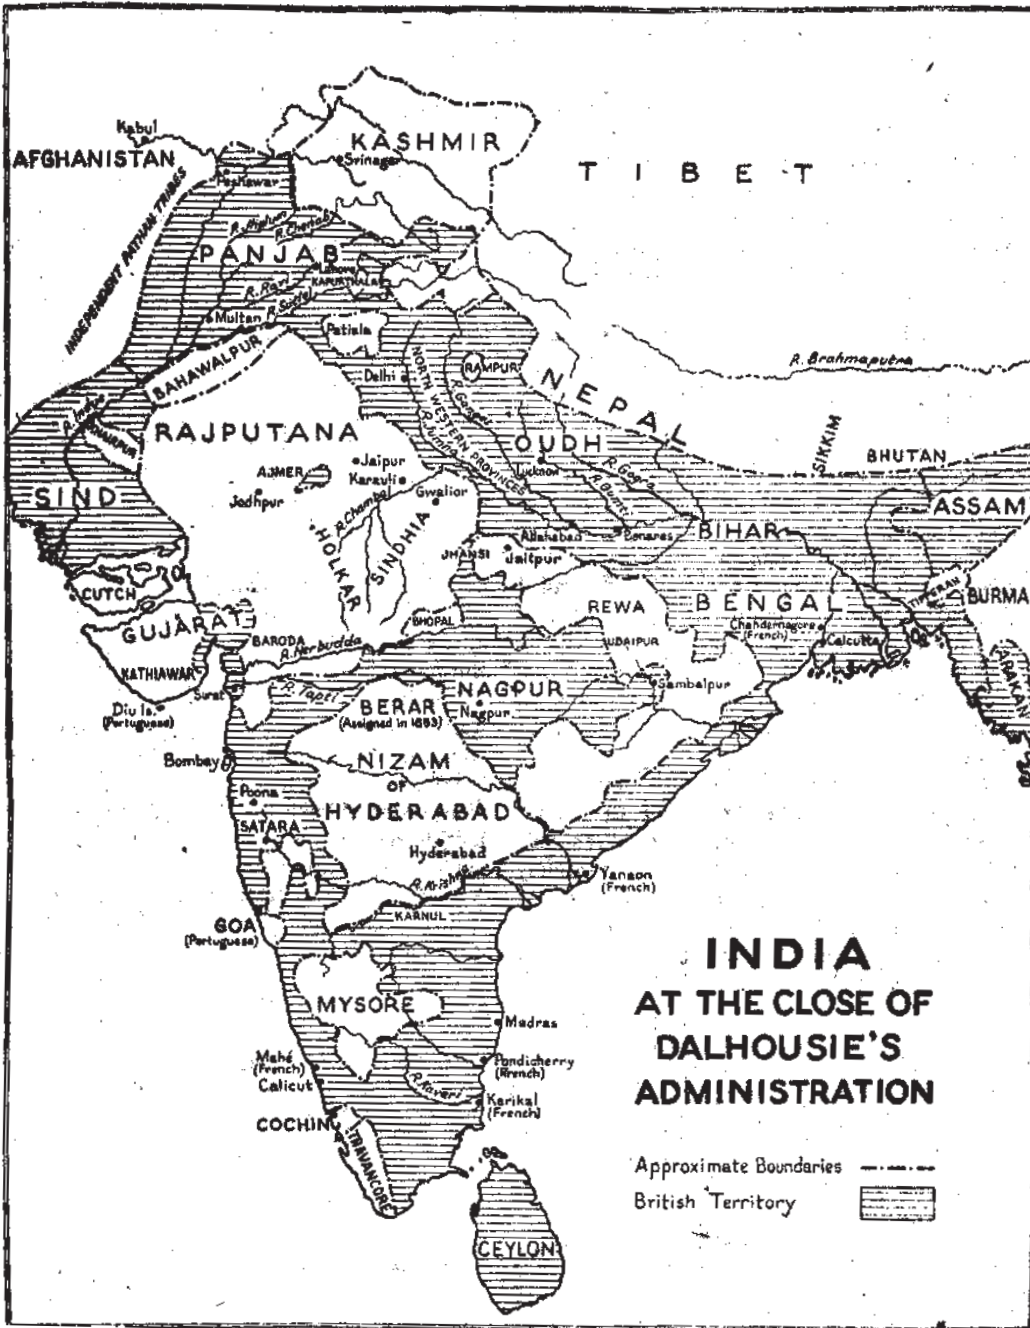 KASHMIR
Srinagar
Kabul
AFGHANISTAN
TIBET
Peshawar
INDEPENDENT PATHAN TRIBES
R. Jhelum
R. Chenab
PANJAB
Lahore
KAPURTHALA
R. Ravi
R. Sutlej
Multan
Patiala
BAHAWALPUR
Delhi
NORTH WESTERN PROVINCES
RAMPUR
R. Ganges
R. Jumna
NEPAL
R. Brahmaputra
R. Indus
RAJPUTANA
OUDH
Lucknow
R. Gogra
R. Gumti
SIKKIM
BHUTAN
ASSAM
SIND
AJMER
Jaipur
Karauli
Jodhpur
Gwalior
R. Chambal
HOLKAR
SINDHIA
Allahabad
Benares
BIHAR
JHANSI
Jaitpur
CUTCH
GUJARAT
BHOPAL
REWA
BENGAL
Chandernagore
(French)
Calcutta
TIPPERAH
BURMA
ARAKAN
BARODA
R. Nerbudda
UDAIPUR
KATHIAWAR
Surat
R. Tapti
NAGPUR
Nagpur
Sambalpur
Diu Is.
(Portuguese)
BERAR
(Assigned in 1853)
Bombay
NIZAM
OF
HYDERABAD
Poona
SATARA
Hyderabad
R. Krishna
Yanaon
(French)
GOA
(Portuguese)
KARNUL
MYSORE
Madras
Mahé
(French)
Calicut
Pondicherry
(French)
R. Kaveri
Karikal
(French)
COCHIN
TRAVANCORE
CEYLON
INDIA
AT THE CLOSE OF
DALHOUSIE'S
ADMINISTRATION
Approximate Boundaries
British Territory